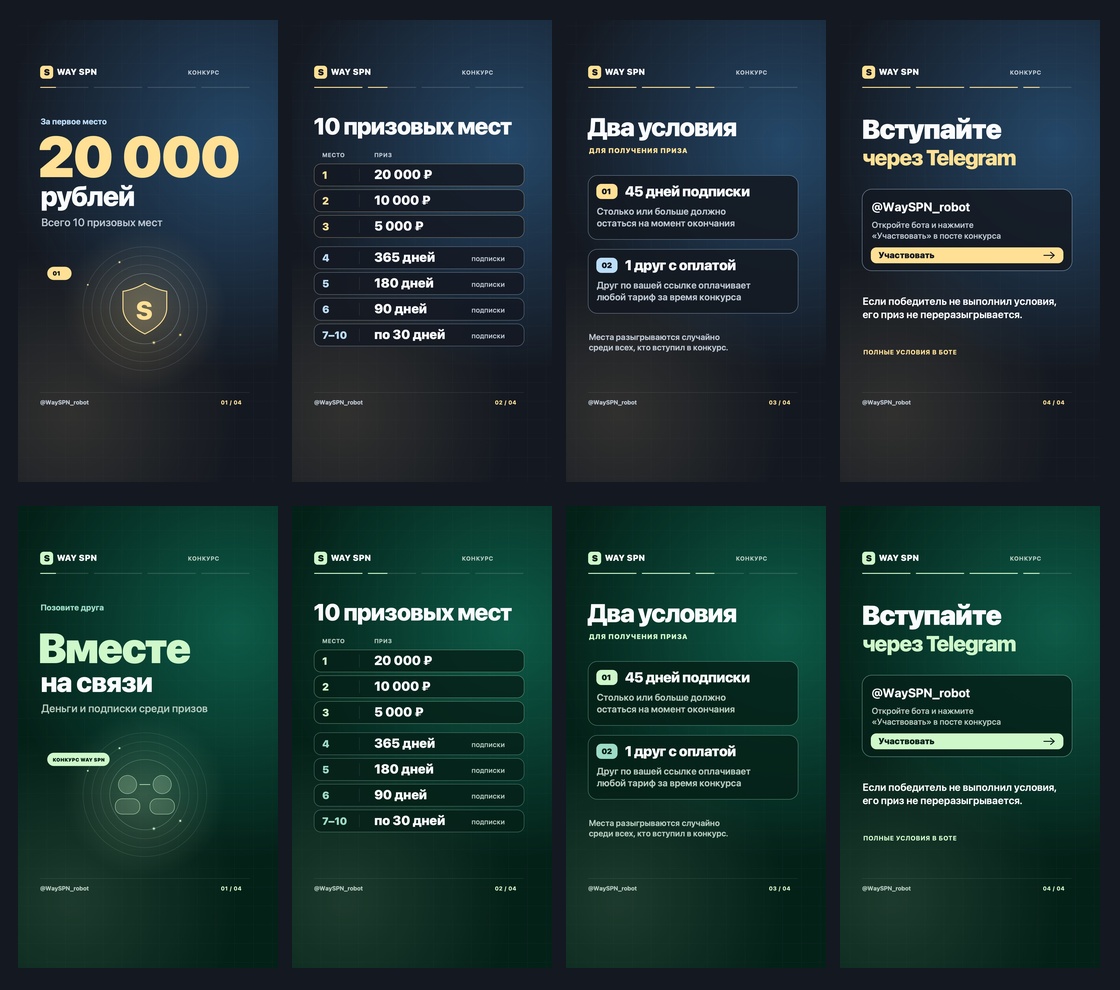 S WAY SPN КОНКУРС
За первое место
20 000
рублей
Всего 10 призовых мест
01
S
@WaySPN_robot 01 / 04
S WAY SPN КОНКУРС
10 призовых мест
МЕСТО ПРИЗ
1 20 000 ₽
2 10 000 ₽
3 5 000 ₽
4 365 дней подписки
5 180 дней подписки
6 90 дней подписки
7–10 по 30 дней подписки
@WaySPN_robot 02 / 04
S WAY SPN КОНКУРС
Два условия
ДЛЯ ПОЛУЧЕНИЯ ПРИЗА
01 45 дней подписки
Столько или больше должно
остаться на момент окончания
02 1 друг с оплатой
Друг по вашей ссылке оплачивает
любой тариф за время конкурса
Места разыгрываются случайно
среди всех, кто вступил в конкурс.
@WaySPN_robot 03 / 04
S WAY SPN КОНКУРС
Вступайте
через Telegram
@WaySPN_robot
Откройте бота и нажмите
«Участвовать» в посте конкурса
Участвовать →
Если победитель не выполнил условия,
его приз не переразыгрывается.
ПОЛНЫЕ УСЛОВИЯ В БОТЕ
@WaySPN_robot 04 / 04
S WAY SPN КОНКУРС
Позовите друга
Вместе
на связи
Деньги и подписки среди призов
КОНКУРС WAY SPN
@WaySPN_robot 01 / 04
S WAY SPN КОНКУРС
10 призовых мест
МЕСТО ПРИЗ
1 20 000 ₽
2 10 000 ₽
3 5 000 ₽
4 365 дней подписки
5 180 дней подписки
6 90 дней подписки
7–10 по 30 дней подписки
@WaySPN_robot 02 / 04
S WAY SPN КОНКУРС
Два условия
ДЛЯ ПОЛУЧЕНИЯ ПРИЗА
01 45 дней подписки
Столько или больше должно
остаться на момент окончания
02 1 друг с оплатой
Друг по вашей ссылке оплачивает
любой тариф за время конкурса
Места разыгрываются случайно
среди всех, кто вступил в конкурс.
@WaySPN_robot 03 / 04
S WAY SPN КОНКУРС
Вступайте
через Telegram
@WaySPN_robot
Откройте бота и нажмите
«Участвовать» в посте конкурса
Участвовать →
Если победитель не выполнил условия,
его приз не переразыгрывается.
ПОЛНЫЕ УСЛОВИЯ В БОТЕ
@WaySPN_robot 04 / 04